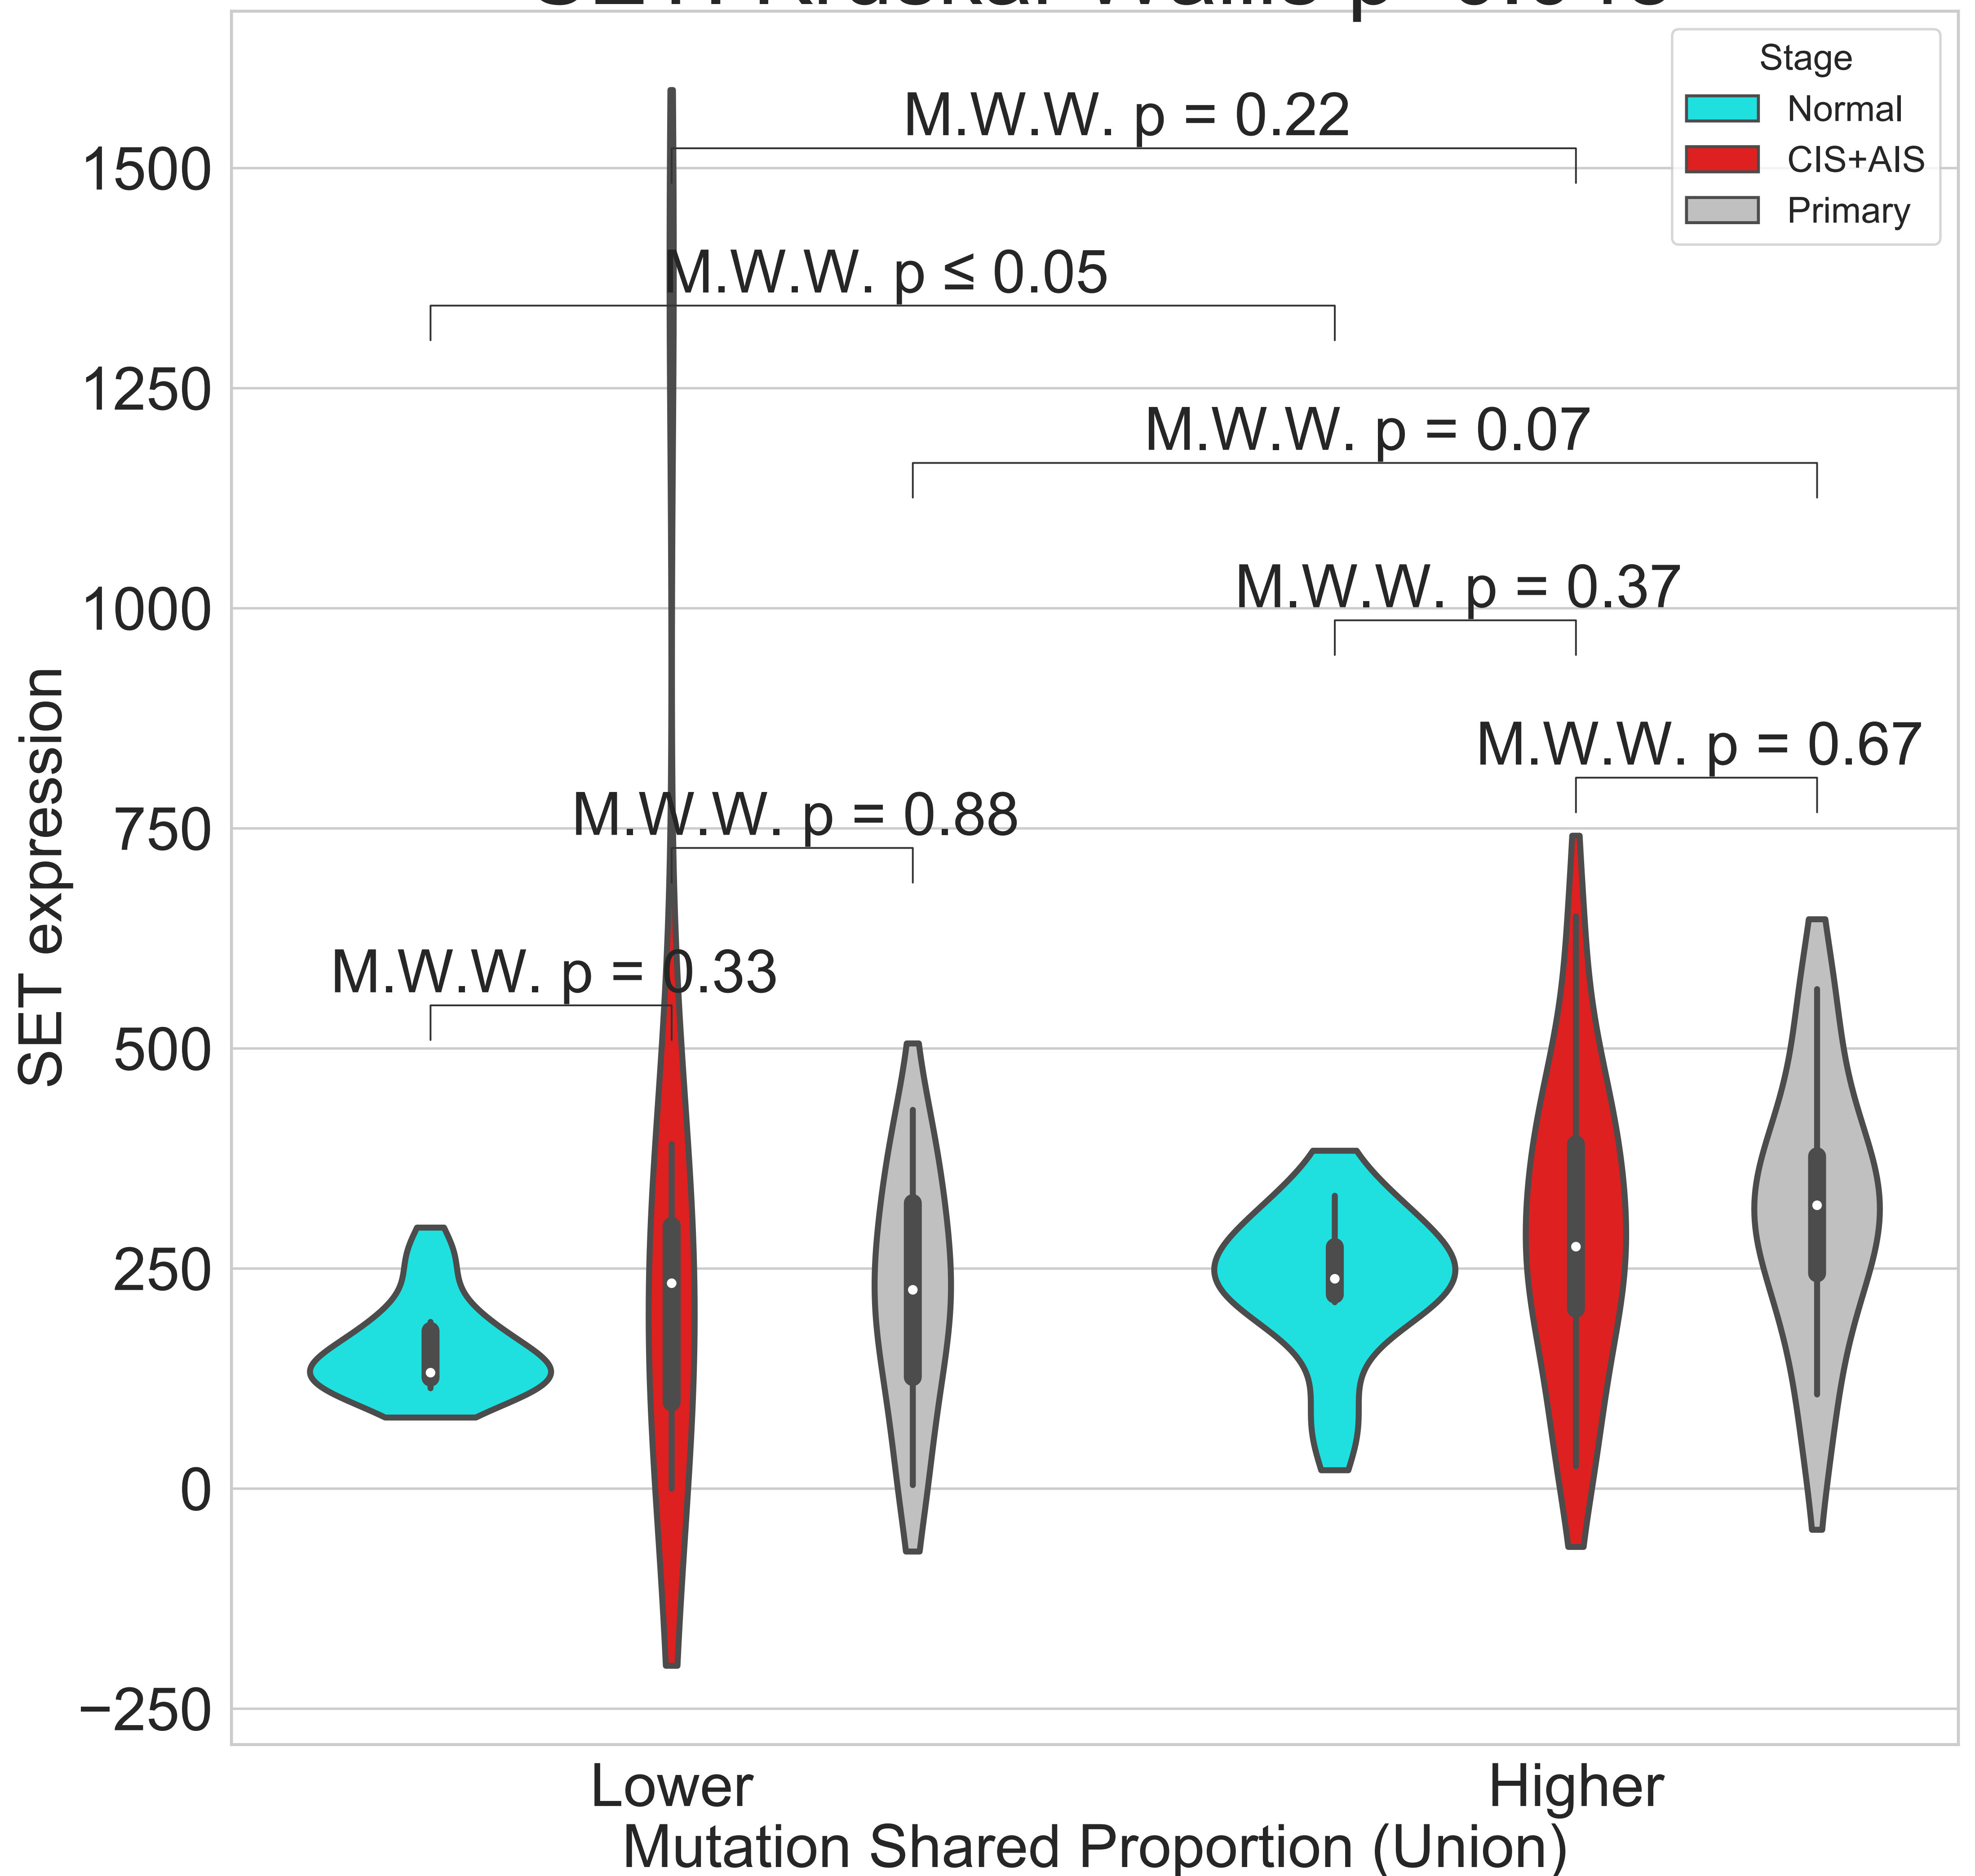 Stage
Normal
CIS+AIS
Primary
M.W.W. p = 0.22
M.W.W. p ≤ 0.05
M.W.W. p = 0.07
M.W.W. p = 0.37
M.W.W. p = 0.67
M.W.W. p = 0.88
M.W.W. p = 0.33
1500
1250
1000
750
500
250
0
−250
SET expression
Lower
Higher
Mutation Shared Proportion (Union)